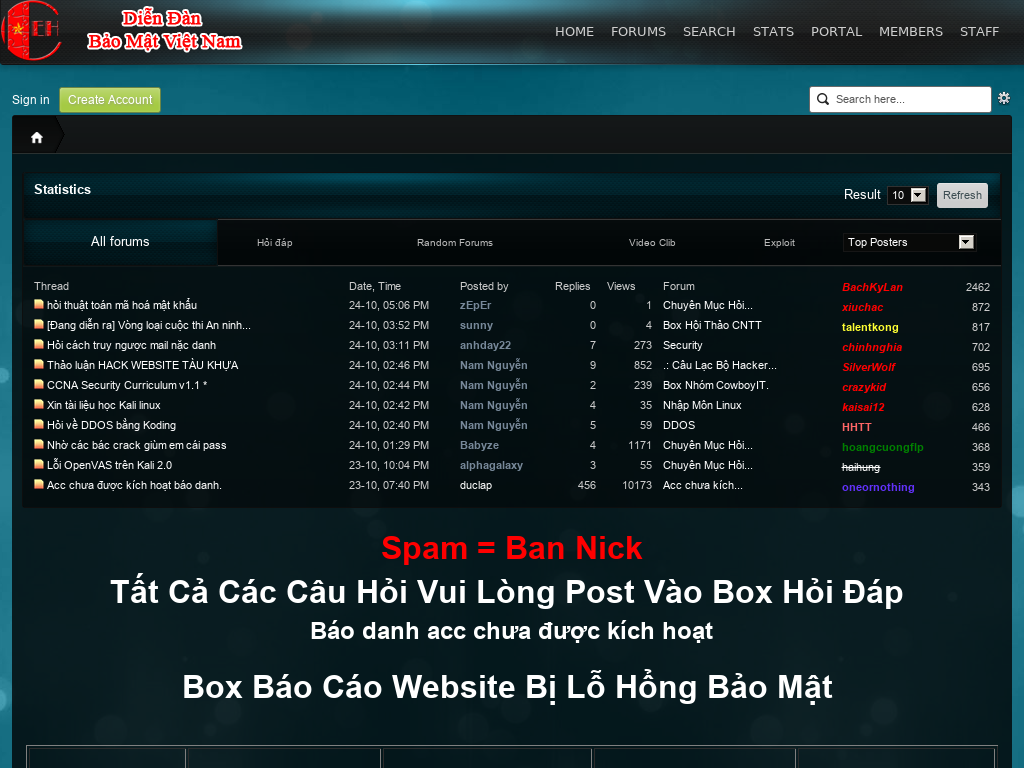 Diễn Đàn
Bảo Mật Việt Nam
HOME FORUMS SEARCH STATS PORTAL MEMBERS STAFF
Sign in Create Account Search here...
Statistics Result 10 Refresh
All forums Hỏi đáp Random Forums Video Clib Exploit Top Posters
Thread Date, Time Posted by Replies Views Forum BachKyLan 2462
hỏi thuật toán mã hoá mật khẩu 24-10, 05:06 PM zEpEr 0 1 Chuyên Mục Hỏi... xiuchac 872
[Đang diễn ra] Vòng loại cuộc thi An ninh... 24-10, 03:52 PM sunny 0 4 Box Hội Thảo CNTT talentkong 817
Hỏi cách truy ngược mail nặc danh 24-10, 03:11 PM anhday22 7 273 Security chinhnghia 702
Thảo luận HACK WEBSITE TÀU KHỰA 24-10, 02:46 PM Nam Nguyễn 9 852 .: Câu Lạc Bộ Hacker... SilverWolf 695
CCNA Security Curriculum v1.1 * 24-10, 02:44 PM Nam Nguyễn 2 239 Box Nhóm CowboyIT. crazykid 656
Xin tài liệu học Kali linux 24-10, 02:42 PM Nam Nguyễn 4 35 Nhập Môn Linux kaisai12 628
Hỏi về DDOS bằng Koding 24-10, 02:40 PM Nam Nguyễn 5 59 DDOS HHTT 466
Nhờ các bác crack giùm em cái pass 24-10, 01:29 PM Babyze 4 1171 Chuyên Mục Hỏi... hoangcuongflp 368
Lỗi OpenVAS trên Kali 2.0 23-10, 10:04 PM alphagalaxy 3 55 Chuyên Mục Hỏi... haihung 359
Acc chưa được kích hoạt báo danh. 23-10, 07:40 PM duclap 456 10173 Acc chưa kích... oneornothing 343
Spam = Ban Nick
Tất Cả Các Câu Hỏi Vui Lòng Post Vào Box Hỏi Đáp
Báo danh acc chưa được kích hoạt
Box Báo Cáo Website Bị Lỗ Hổng Bảo Mật